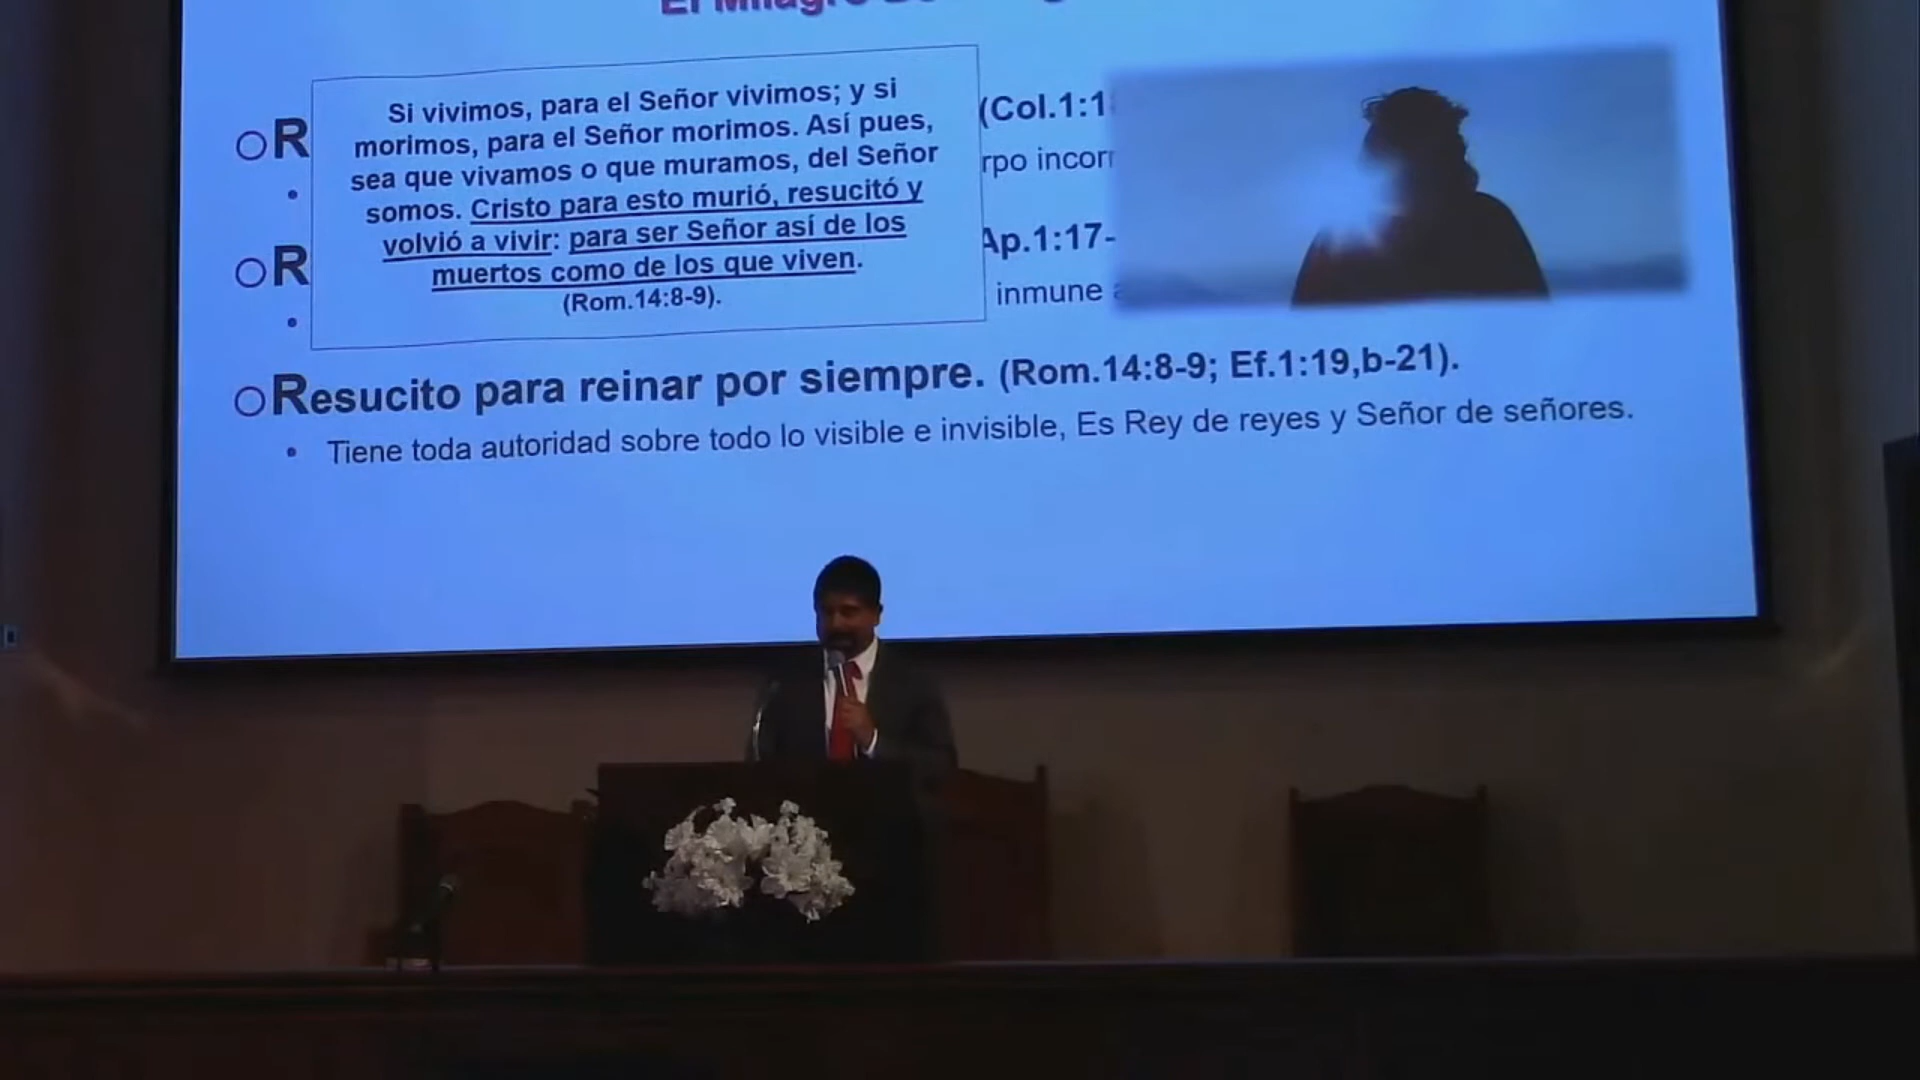 El Milagro
Si vivimos, para el Señor vivimos; y si
morimos, para el Señor morimos. Así pues,
sea que vivamos o que muramos, del Señor
somos. Cristo para esto murió, resucitó y
volvió a vivir: para ser Señor así de los
muertos como de los que viven.
(Rom.14:8-9).
R (Col.1:1
rpo incorr
R Ap.1:17-
inmune
Resucito para reinar por siempre. (Rom.14:8-9; Ef.1:19,b-21).
Tiene toda autoridad sobre todo lo visible e invisible, Es Rey de reyes y Señor de señores.